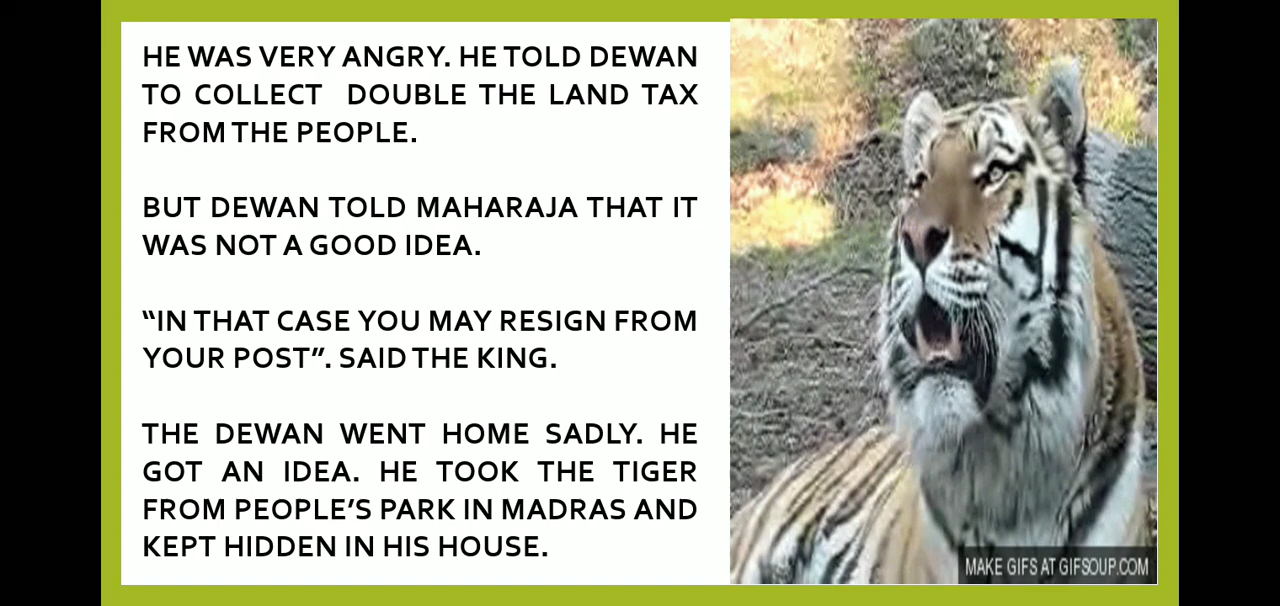 HE WAS VERY ANGRY. HE TOLD DEWAN
TO COLLECT DOUBLE THE LAND TAX
FROM THE PEOPLE.
BUT DEWAN TOLD MAHARAJA THAT IT
WAS NOT A GOOD IDEA.
“IN THAT CASE YOU MAY RESIGN FROM
YOUR POST”. SAID THE KING.
THE DEWAN WENT HOME SADLY. HE
GOT AN IDEA. HE TOOK THE TIGER
FROM PEOPLE’S PARK IN MADRAS AND
KEPT HIDDEN IN HIS HOUSE.
MAKE GIFS AT GIFSOUP.COM